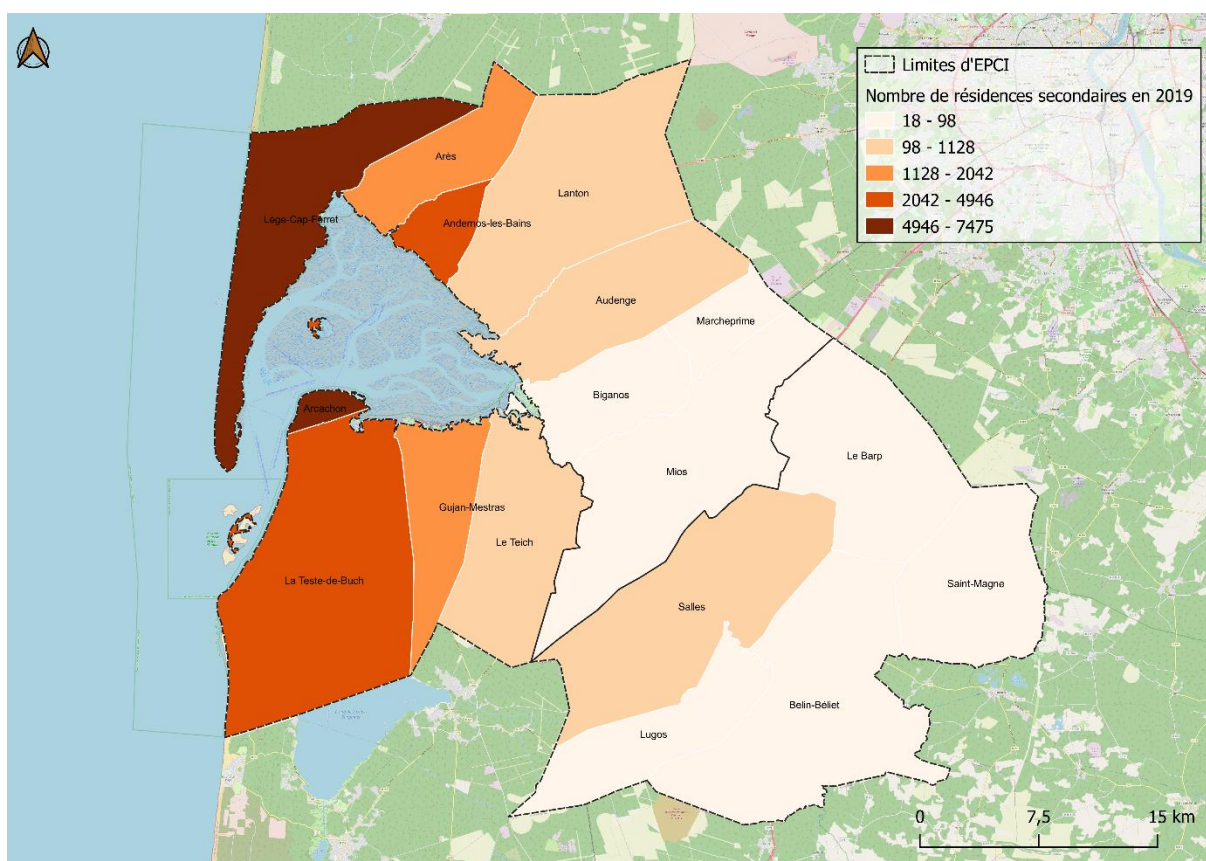 Limites d'EPCI
Nombre de résidences secondaires en 2019
18 - 98
98 - 1128
1128 - 2042
2042 - 4946
4946 - 7475
Arès
Lanton
Lège-Cap-Ferret
Andernos-les-Bains
Audenge
Marcheprime
Biganos
Arcachon
Le Barp
Mios
Gujan-Mestras
Le Teich
La Teste-de-Buch
Saint-Magne
Salles
Belin-Béliet
Lugos
0
7,5
15 km